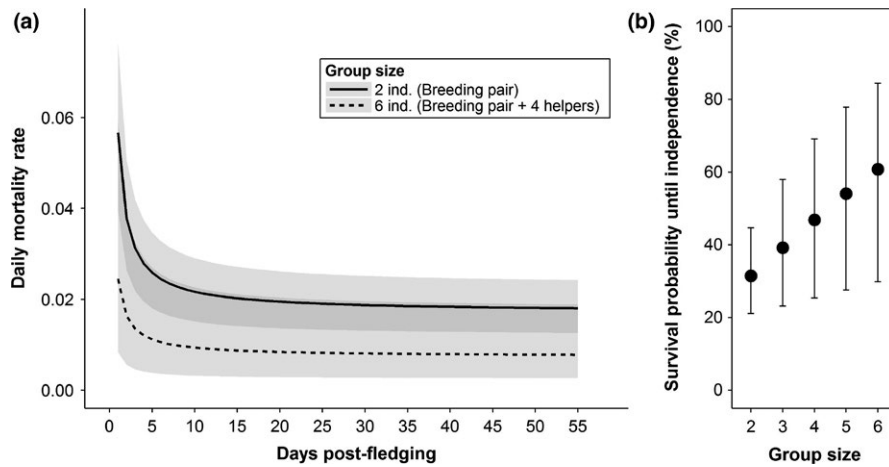 (a)
Group size
2 ind. (Breeding pair)
6 ind. (Breeding pair + 4 helpers)
Daily mortality rate
0.06
0.04
0.02
0.00
0 5 10 15 20 25 30 35 40 45 50 55
Days post-fledging
(b)
Survival probability until independence (%)
100
80
60
40
20
0
2 3 4 5 6
Group size